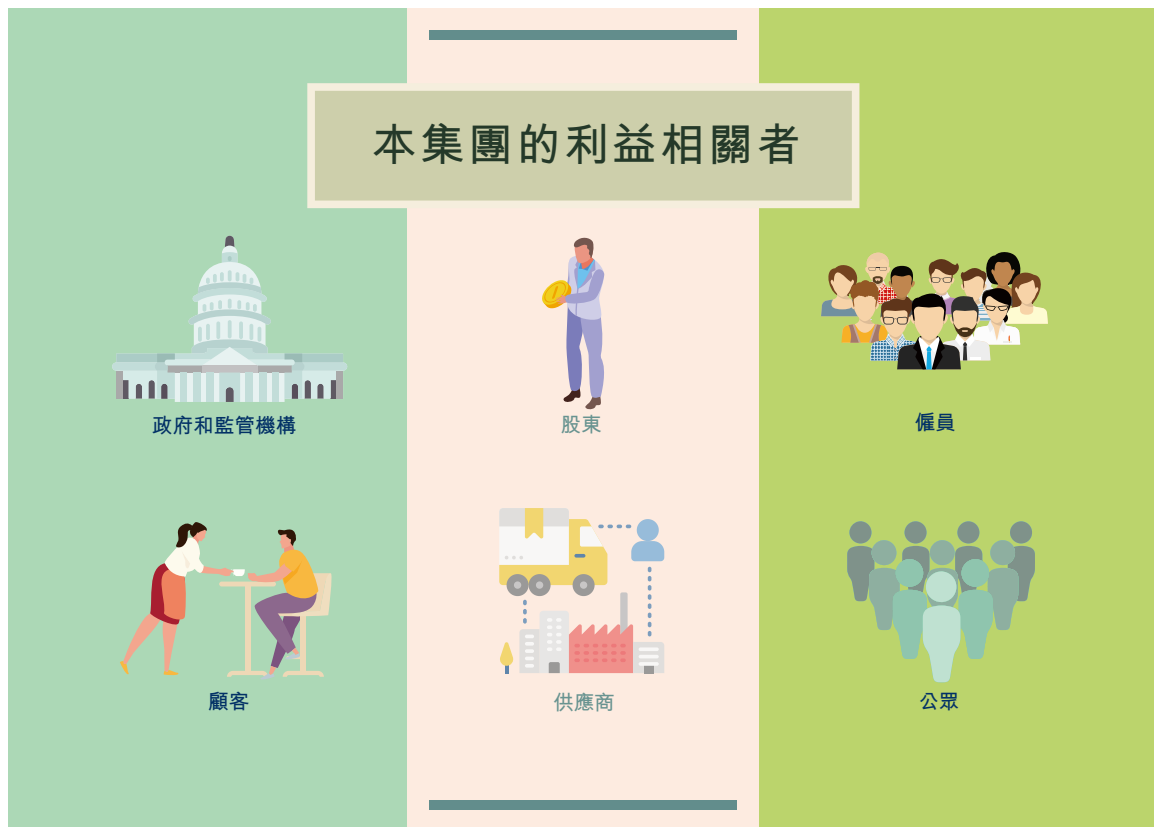 本集團的利益相關者
政府和監管機構
股東
僱員
顧客
供應商
公眾